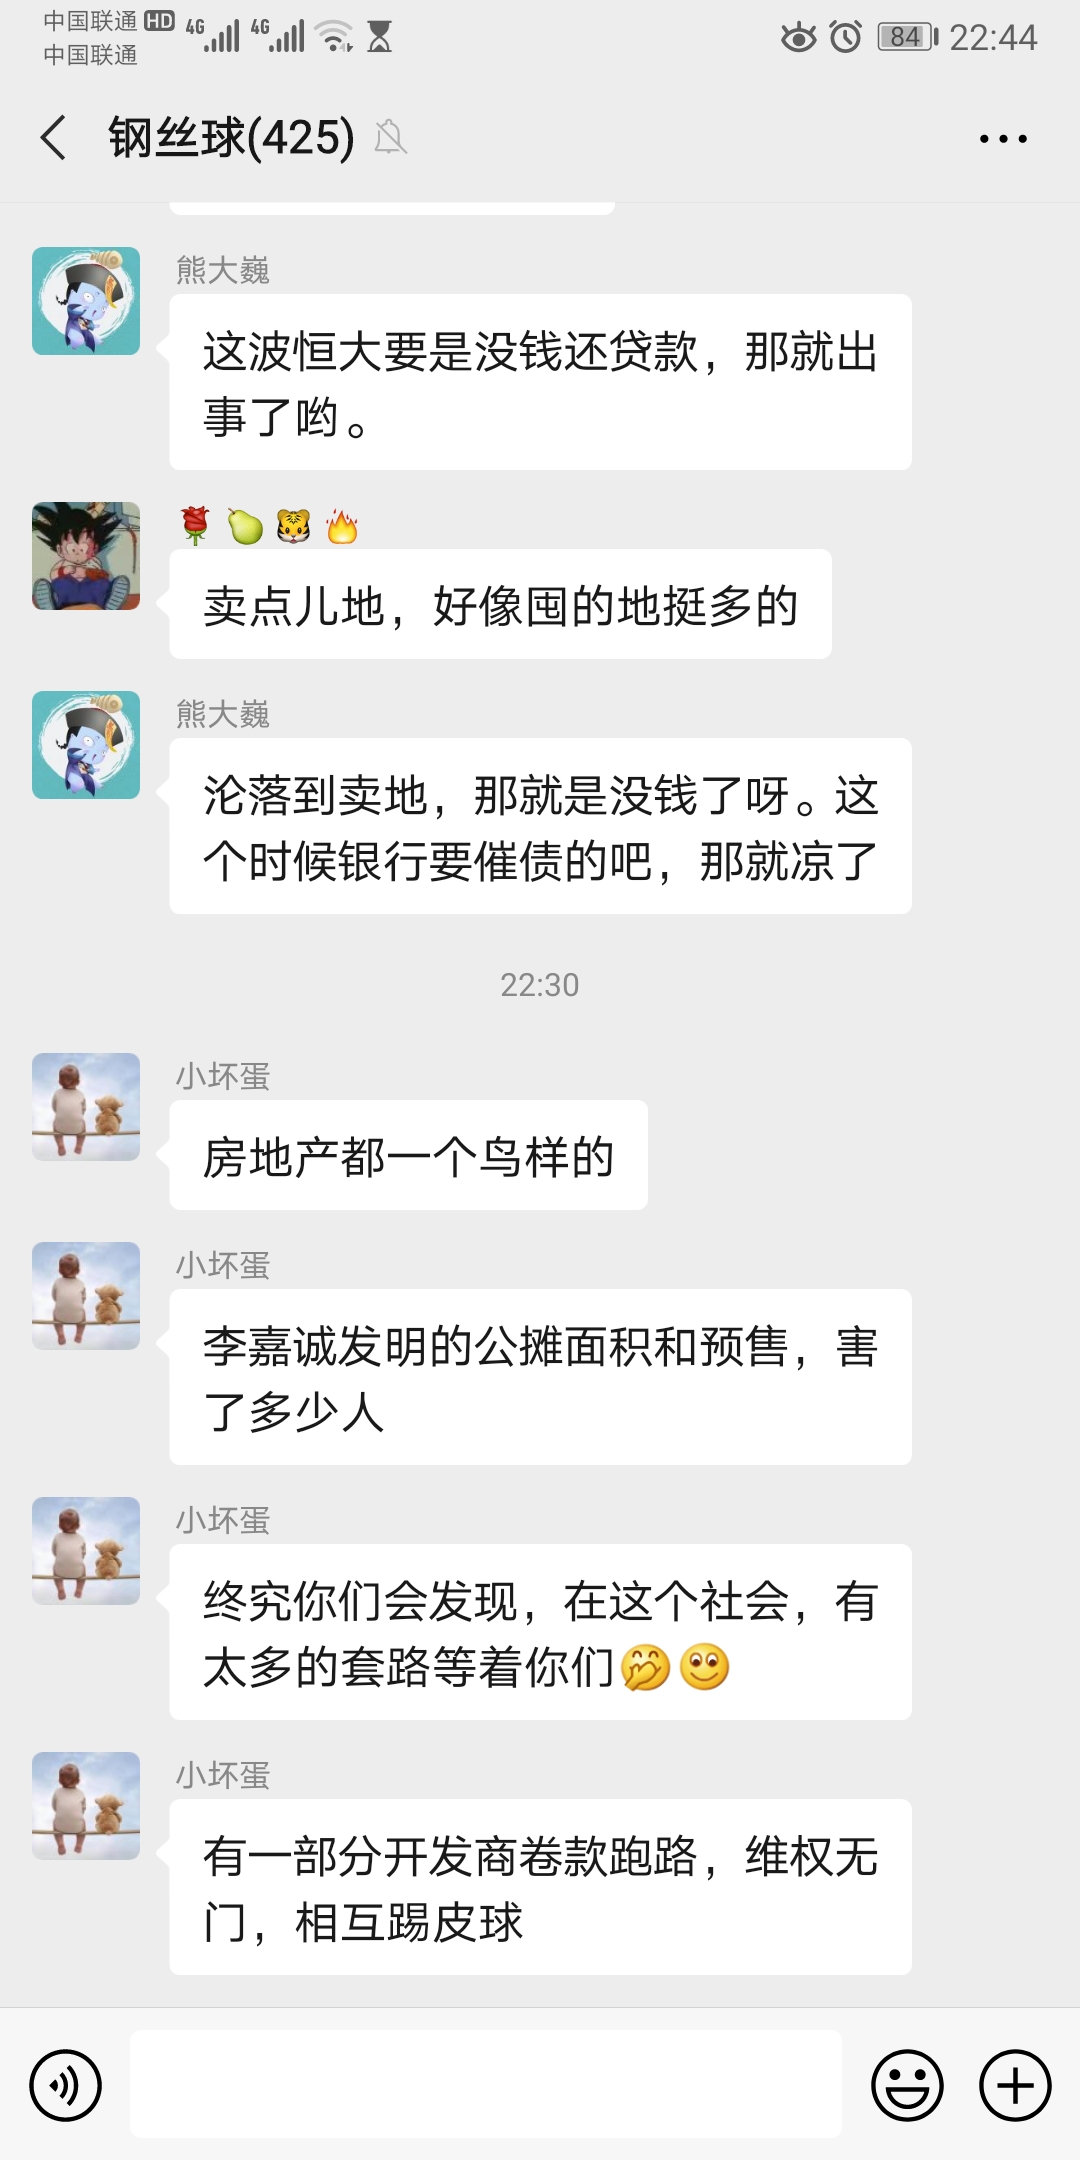 中国联通 HD 4G 4G 84 22:44
中国联通
钢丝球(425)
熊大巍
这波恒大要是没钱还贷款，那就出
事了哟。
🌹🍐🐯🔥
卖点儿地，好像囤的地挺多的
熊大巍
沦落到卖地，那就是没钱了呀。这
个时候银行要催债的吧，那就凉了
22:30
小坏蛋
房地产都一个鸟样的
小坏蛋
李嘉诚发明的公摊面积和预售，害
了多少人
小坏蛋
终究你们会发现，在这个社会，有
太多的套路等着你们🤭🙂
小坏蛋
有一部分开发商卷款跑路，维权无
门，相互踢皮球